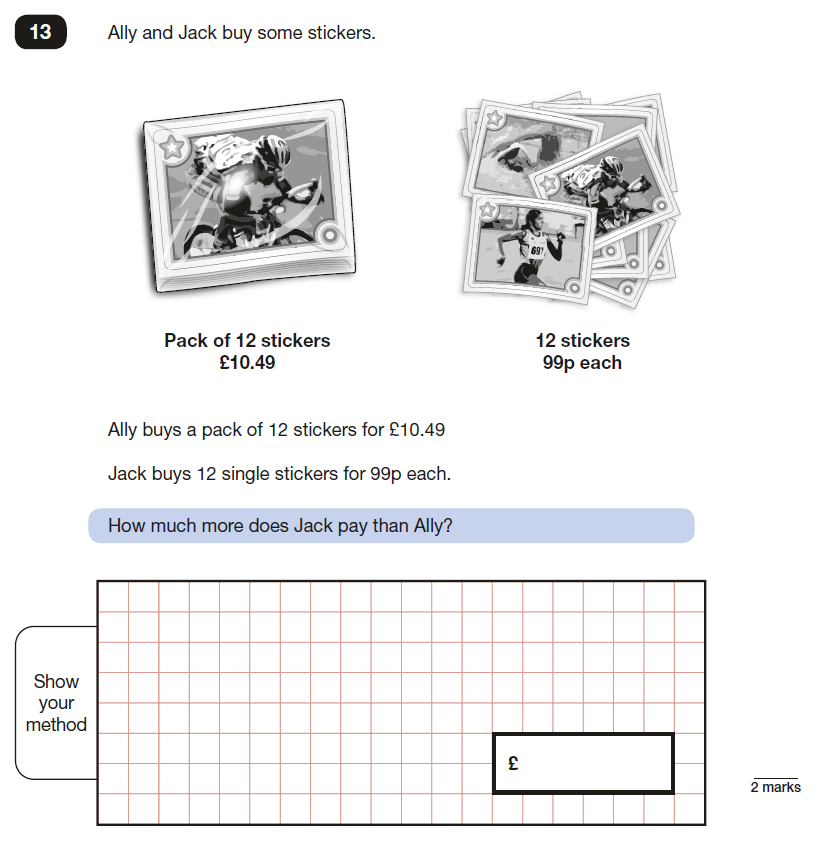 13
Ally and Jack buy some stickers.
697
Pack of 12 stickers
£10.49
12 stickers
99p each
Ally buys a pack of 12 stickers for £10.49
Jack buys 12 single stickers for 99p each.
How much more does Jack pay than Ally?
Show
your
method
£
2 marks